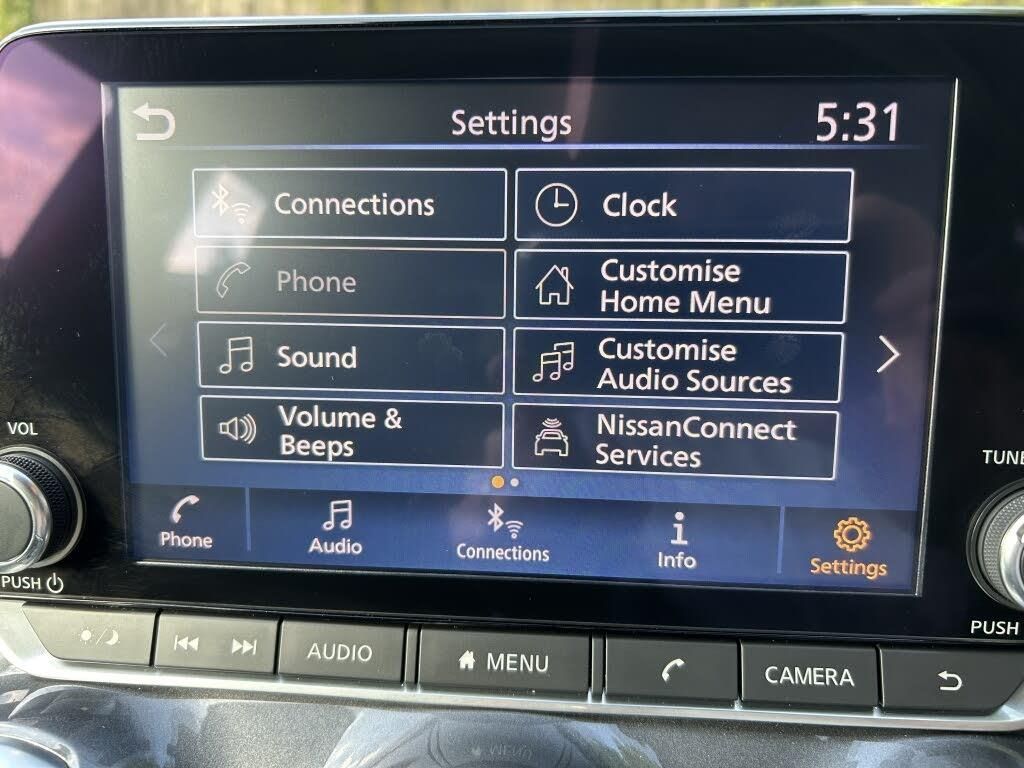 Settings
5:31
Connections
Clock
Phone
Customise
Home Menu
Sound
Customise
Audio Sources
Volume &
Beeps
NissanConnect
Services
VOL
TUNE
Phone
Audio
Connections
Info
Settings
PUSH
PUSH
AUDIO
MENU
CAMERA